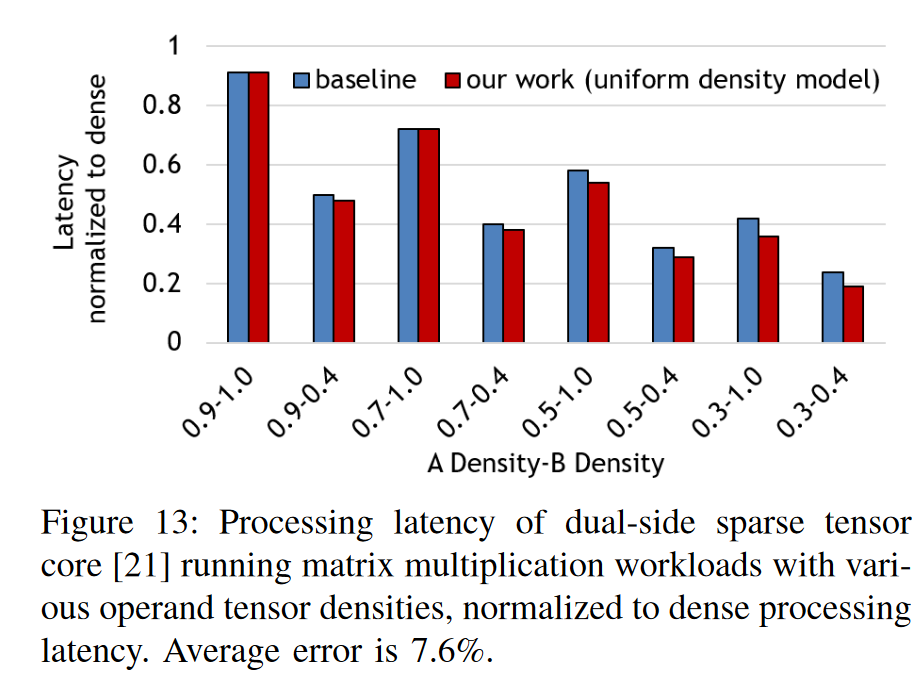 1
0.8
0.6
0.4
0.2
0
Latency
normalized to dense
baseline
our work (uniform density model)
0.9-1.0
0.9-0.4
0.7-1.0
0.7-0.4
0.5-1.0
0.5-0.4
0.3-1.0
0.3-0.4
A Density-B Density
Figure 13: Processing latency of dual-side sparse tensor
core [21] running matrix multiplication workloads with vari-
ous operand tensor densities, normalized to dense processing
latency. Average error is 7.6%.